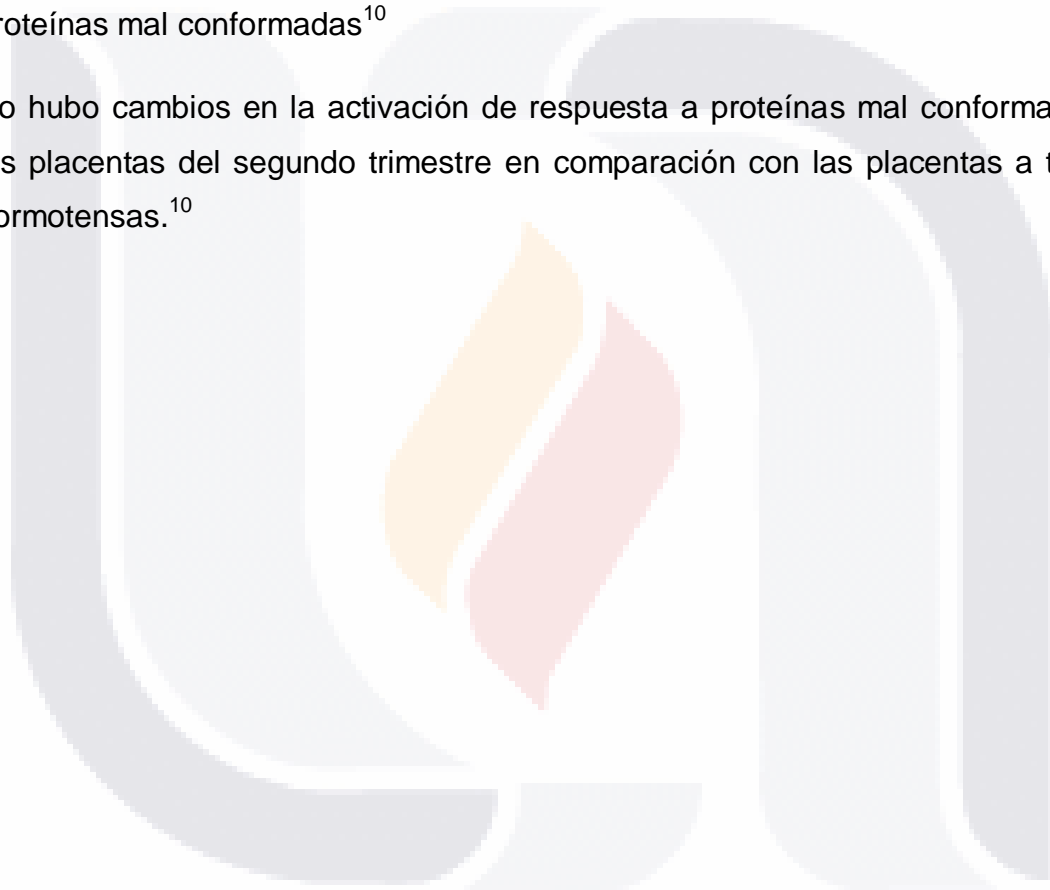 roteínas mal conformadas¹⁰
o hubo cambios en la activación de respuesta a proteínas mal conforma
s placentas del segundo trimestre en comparación con las placentas a t
ormotensas.¹⁰